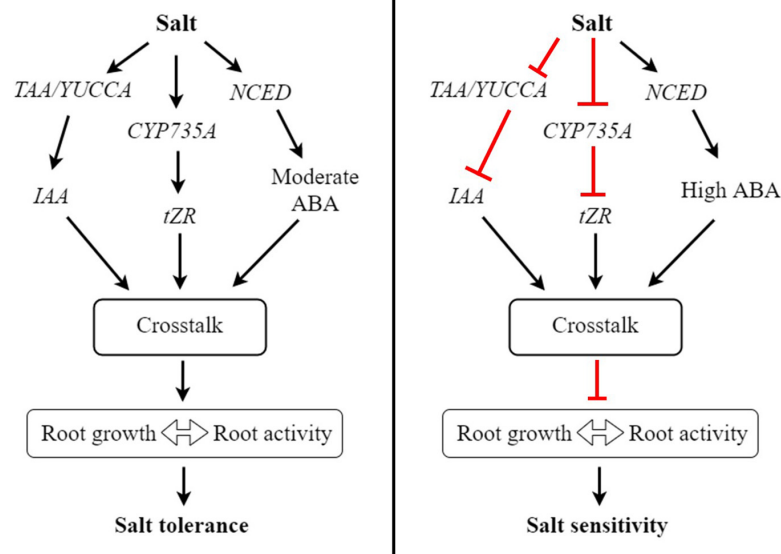 Salt
TAA/YUCCA
NCED
CYP735A
Moderate
ABA
IAA
tZR
Crosstalk
Root growth Root activity
Salt tolerance
Salt
TAA/YUCCA
NCED
CYP735A
High ABA
IAA
tZR
Crosstalk
Root growth Root activity
Salt sensitivity